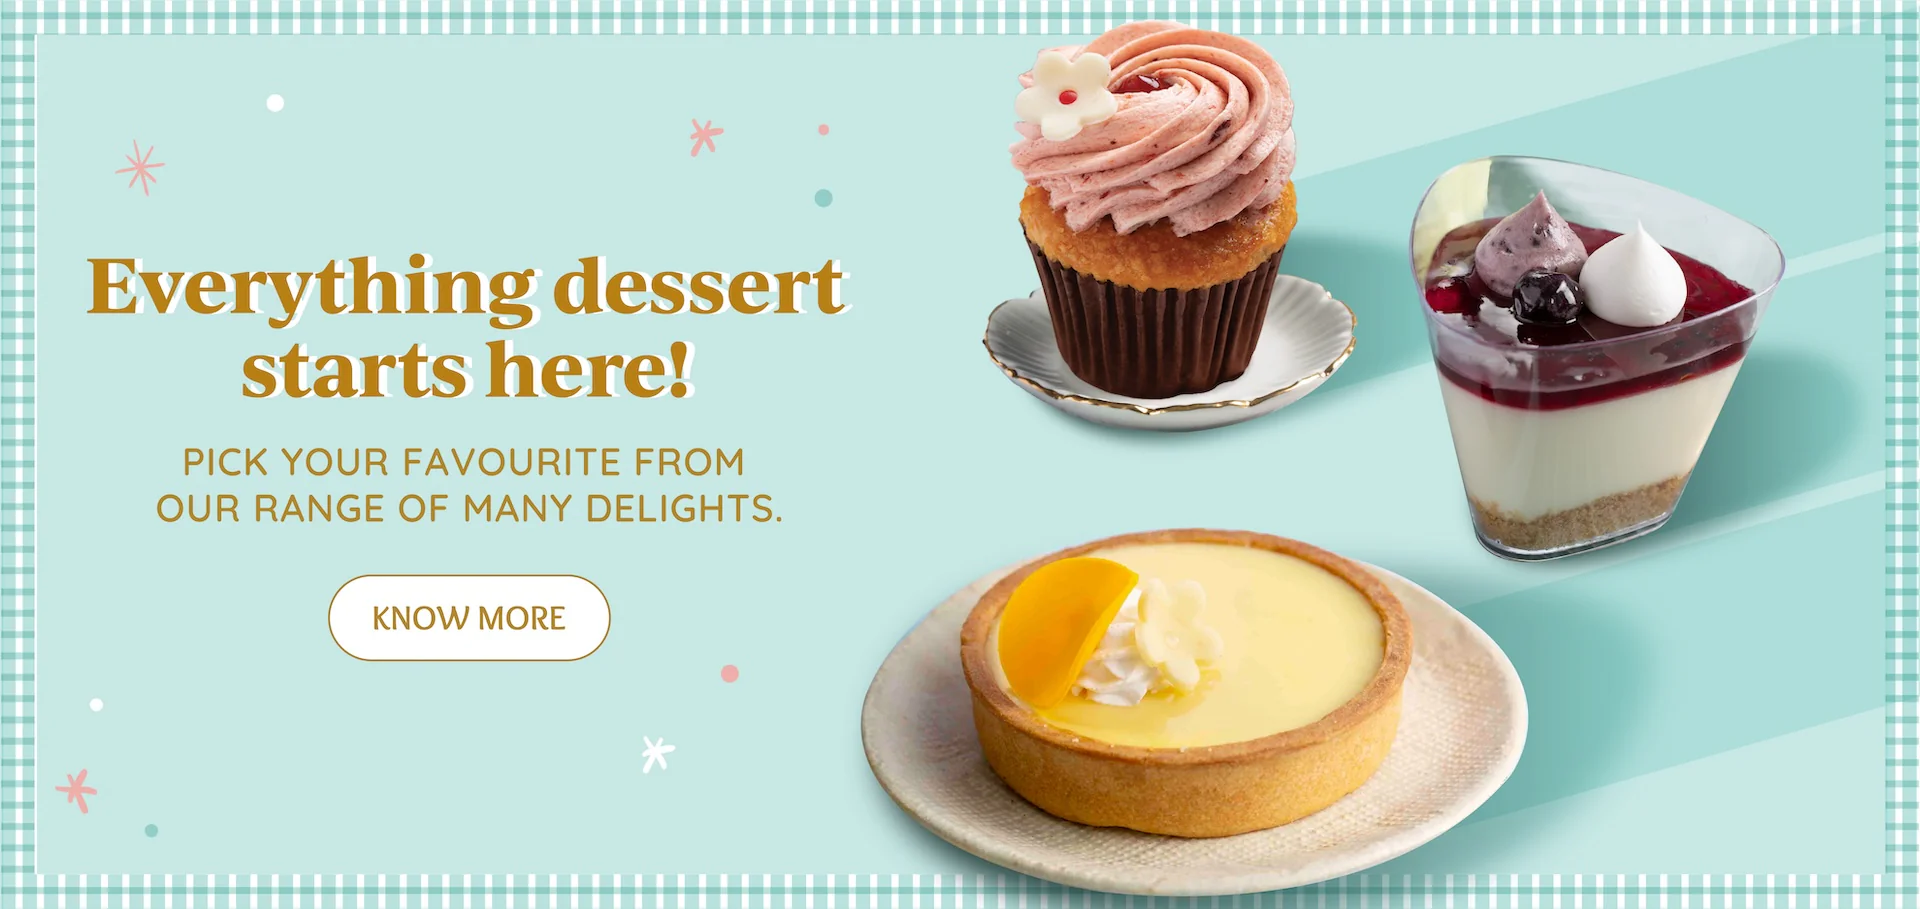 Everything dessert
starts here!
PICK YOUR FAVOURITE FROM
OUR RANGE OF MANY DELIGHTS.
KNOW MORE